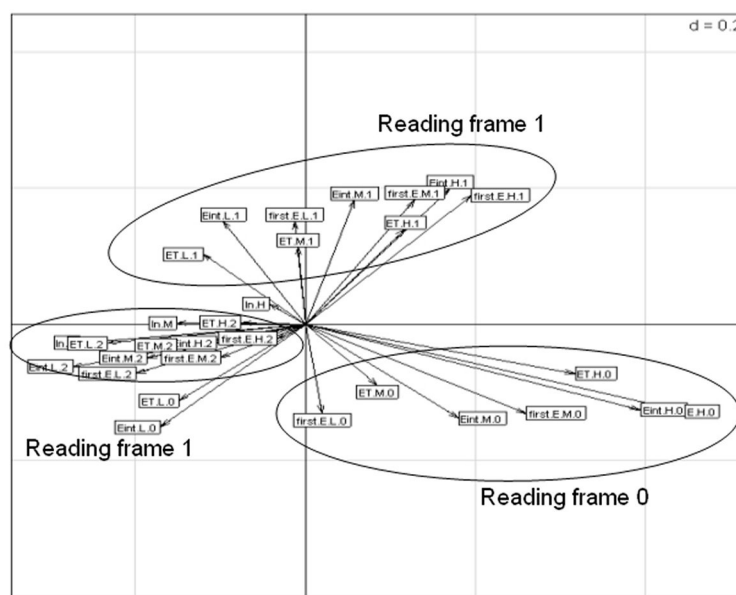 d = 0.2
Reading frame 1
Eint.H.1
Eint.M.1
first.E.M.1
first.E.H.1
Eint.L.1
first.E.L.1
ET.H.1
ET.M.1
ET.L.1
In.H
In.M
ET.H.2
first.E.H.2
In.
ET.L.2
ET.M.2
Eint.H.2
Eint.M.2
first.E.M.2
Eint.L.2
first.E.L.2
ET.H.0
ET.M.0
ET.L.0
Eint.H.0
E.H.0
first.E.M.0
Eint.M.0
first.E.L.0
Eint.L.0
Reading frame 1
Reading frame 0